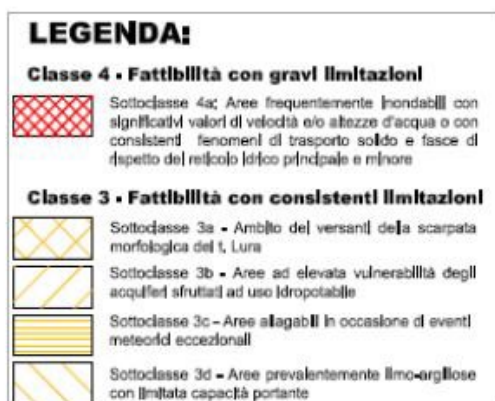 LEGENDA:
Classe 4 - Fattibilità con gravi limitazioni
Sottoclasse 4a: Aree frequentemente inondabili con
significativi valori di velocità e/o altezze d'acqua o con
consistenti fenomeni di trasporto solido e fasce di
rispetto del reticolo idrico principale e minore
Classe 3 - Fattibilità con consistenti limitazioni
Sottoclasse 3a - Ambito dei versanti della scarpata
morfologica del t. Lura
Sottoclasse 3b - Aree ad elevata vulnerabilità degli
acquiferi sfruttati ad uso idropotabile
Sottoclasse 3c - Aree allagabili in occasione di eventi
meteorici eccezionali
Sottoclasse 3d - Aree prevalentemente limo-argillose
con limitata capacità portante